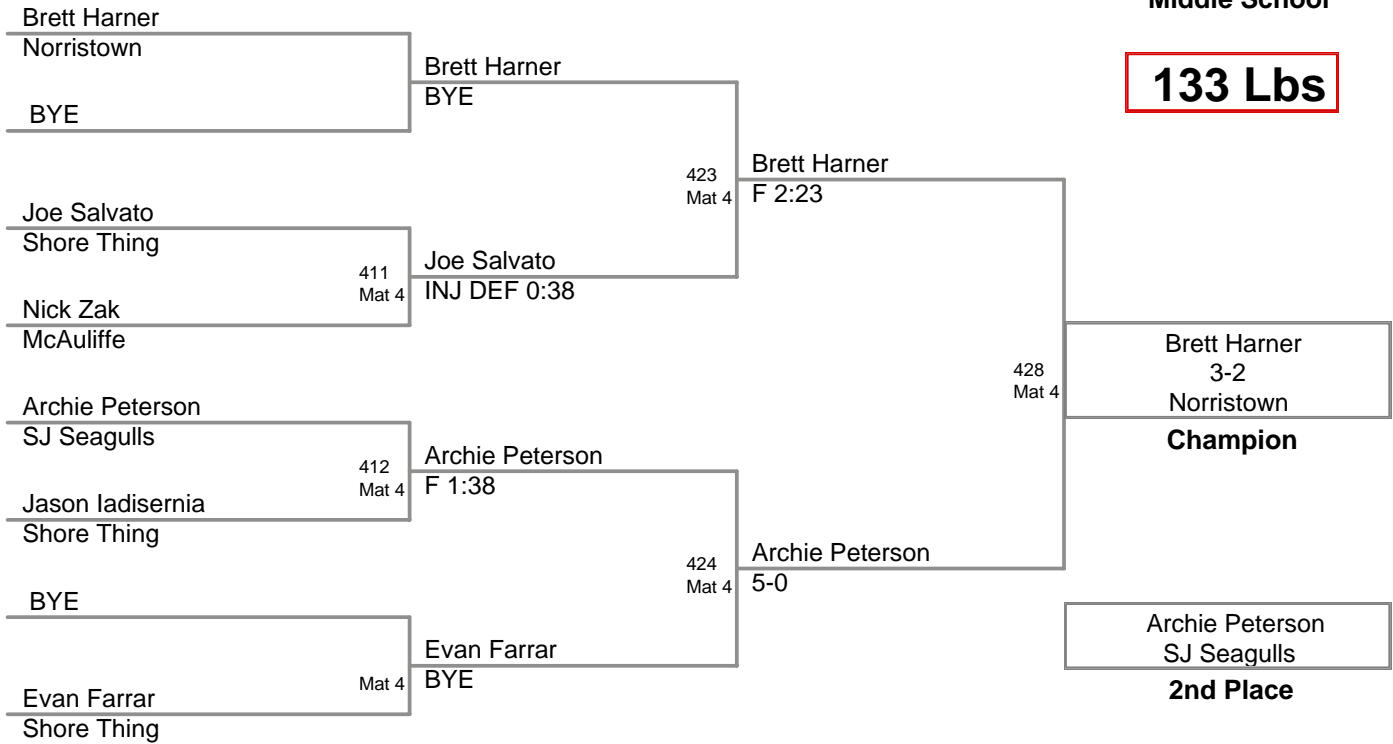 Middle School
133 Lbs
Brett Harner
Norristown
BYE
Joe Salvato
Shore Thing
Nick Zak
McAuliffe
Archie Peterson
SJ Seagulls
Jason Iadisernia
Shore Thing
BYE
Evan Farrar
Shore Thing
411
Mat 4
412
Mat 4
Mat 4
Brett Harner
BYE
Joe Salvato
INJ DEF 0:38
Archie Peterson
F 1:38
Evan Farrar
BYE
423
Mat 4
424
Mat 4
Brett Harner
F 2:23
Archie Peterson
5-0
428
Mat 4
Brett Harner
3-2
Norristown
Champion
Archie Peterson
SJ Seagulls
2nd Place